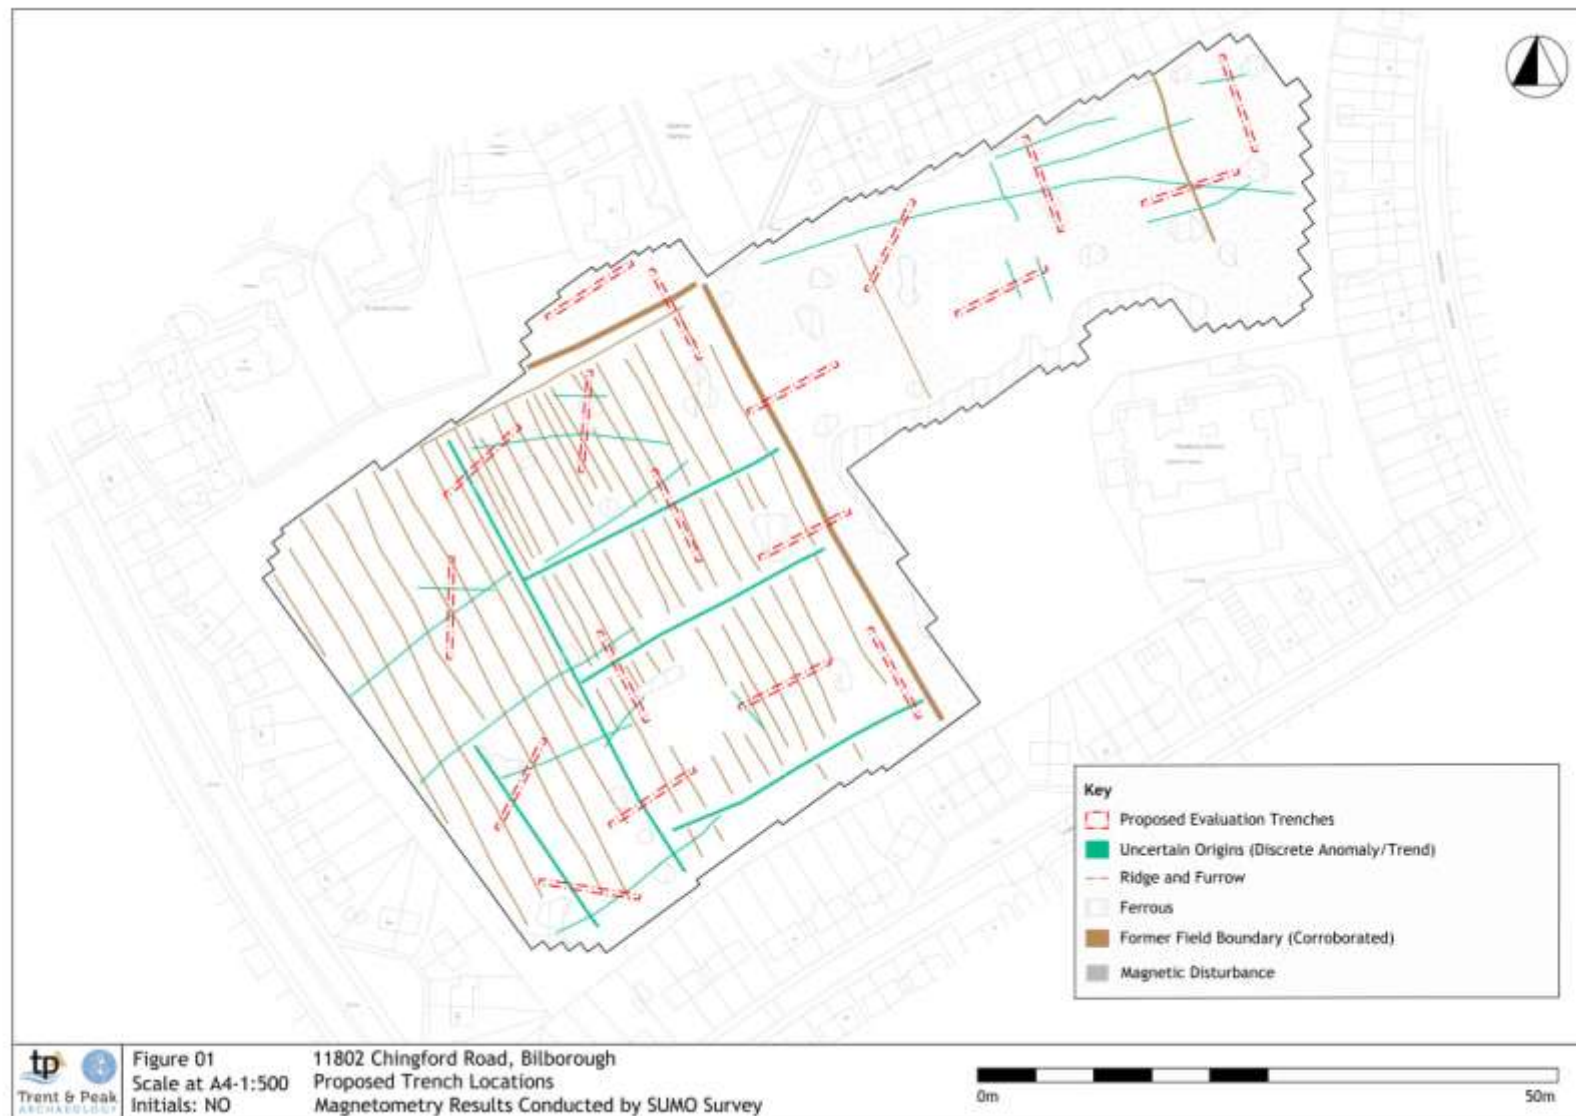 Key
Proposed Evaluation Trenches
Uncertain Origins (Discrete Anomaly/Trend)
Ridge and Furrow
Ferrous
Former Field Boundary (Corroborated)
Magnetic Disturbance
tp
Trent & Peak
ARCHAEOLOGY
Figure 01
Scale at A4-1:500
Initials: NO
11802 Chingford Road, Bilborough
Proposed Trench Locations
Magnetometry Results Conducted by SUMO Survey
0m
50m